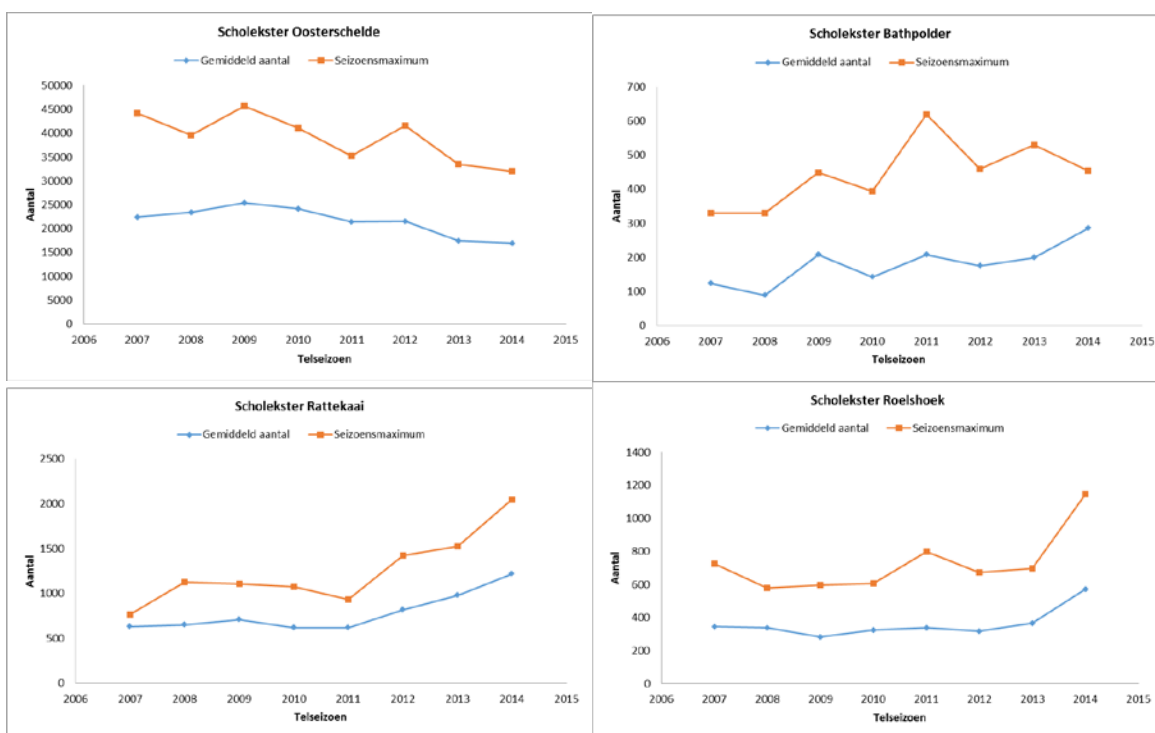 Scholekster Oosterschelde
Gemiddeld aantal Seizoensmaximum
50000
45000
40000
35000
30000
25000
20000
15000
10000
5000
0
Aantal
2006 2007 2008 2009 2010 2011 2012 2013 2014 2015
Telseizoen
Scholekster Bathpolder
Gemiddeld aantal Seizoensmaximum
700
600
500
400
300
200
100
0
Aantal
2006 2007 2008 2009 2010 2011 2012 2013 2014 2015
Telseizoen
Scholekster Rattekaai
Gemiddeld aantal Seizoensmaximum
2500
2000
1500
1000
500
0
Aantal
2006 2007 2008 2009 2010 2011 2012 2013 2014 2015
Telseizoen
Scholekster Roelshoek
Gemiddeld aantal Seizoensmaximum
1400
1200
1000
800
600
400
200
0
Aantal
2006 2007 2008 2009 2010 2011 2012 2013 2014 2015
Telseizoen